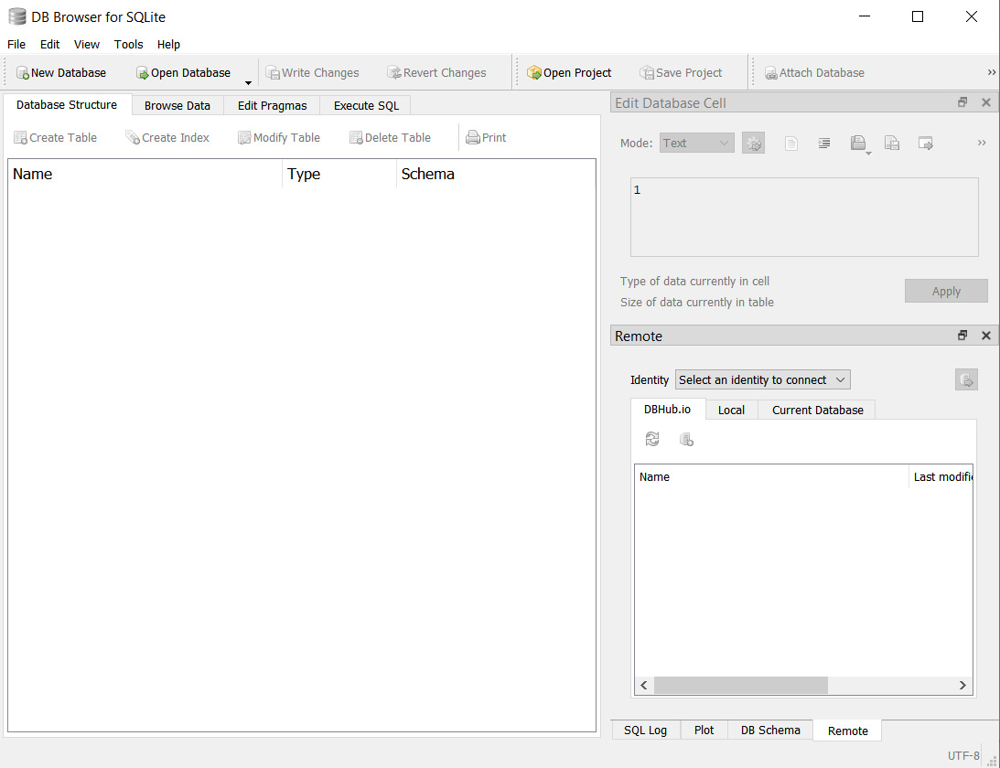 DB Browser for SQLite
File Edit View Tools Help
New Database Open Database Write Changes Revert Changes Open Project Save Project Attach Database
Database Structure Browse Data Edit Pragmas Execute SQL
Create Table Create Index Modify Table Delete Table Print
Name Type Schema
Edit Database Cell
Mode: Text
1
Type of data currently in cell
Size of data currently in table
Apply
Remote
Identity Select an identity to connect
DBHub.io Local Current Database
Name Last modifi
SQL Log Plot DB Schema Remote
UTF-8